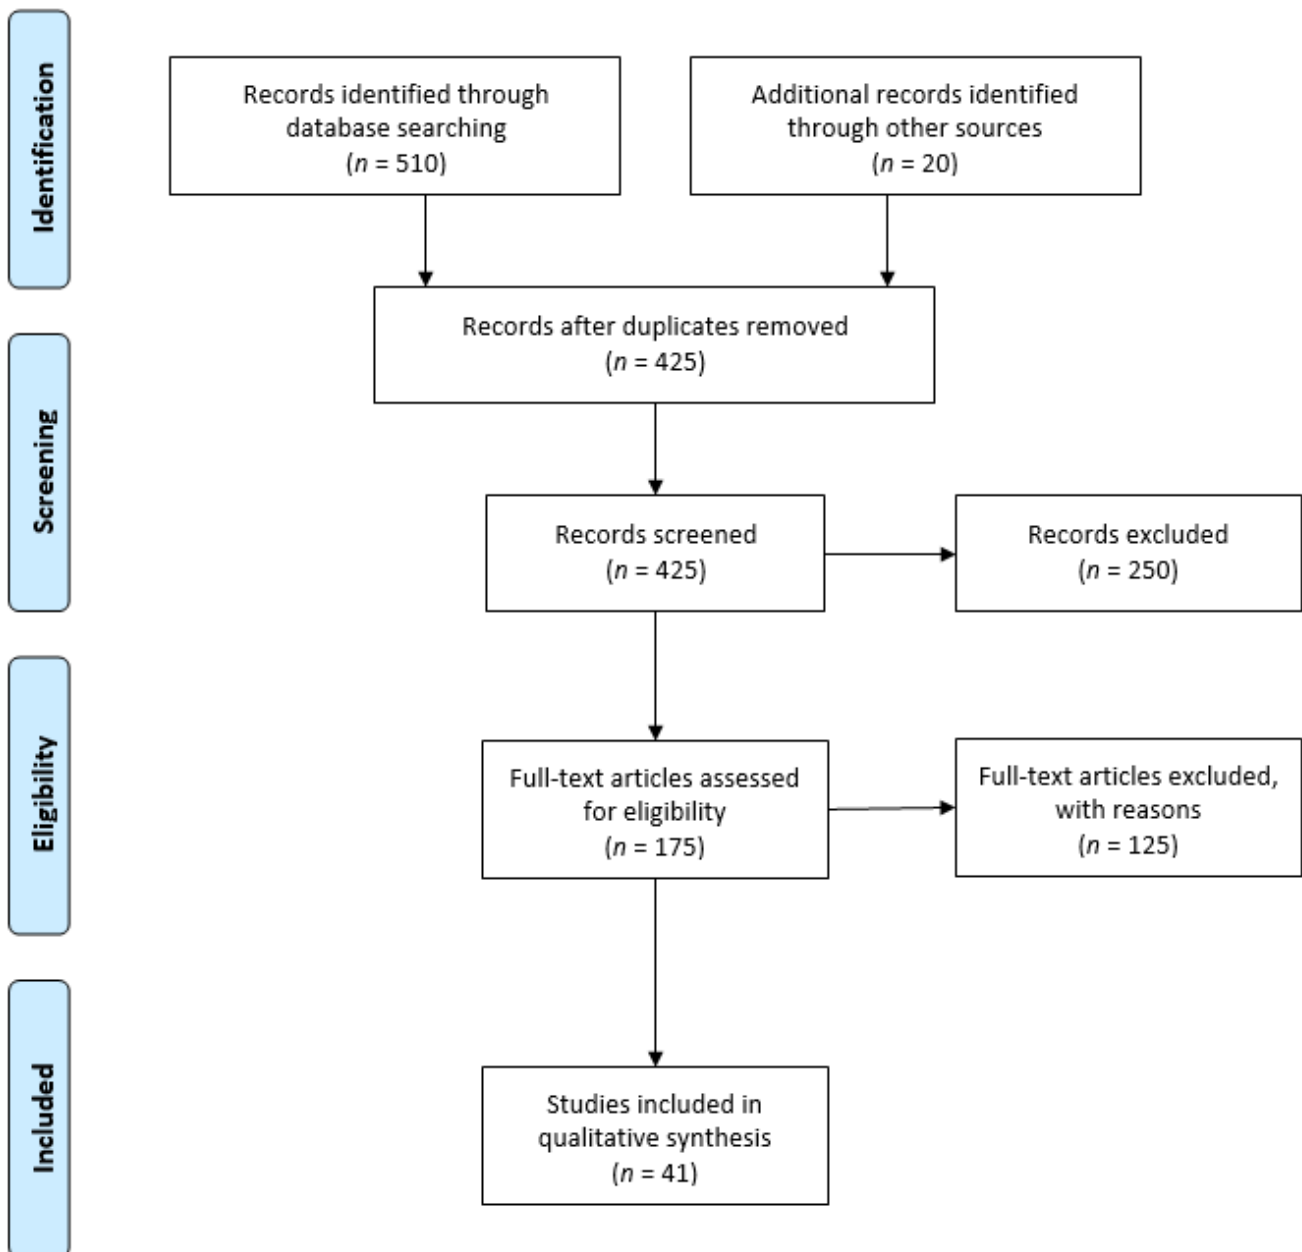 Identification
Records identified through
database searching
(n = 510)
Additional records identified
through other sources
(n = 20)
Records after duplicates removed
(n = 425)
Screening
Records screened
(n = 425)
Records excluded
(n = 250)
Eligibility
Full-text articles assessed
for eligibility
(n = 175)
Full-text articles excluded,
with reasons
(n = 125)
Included
Studies included in
qualitative synthesis
(n = 41)